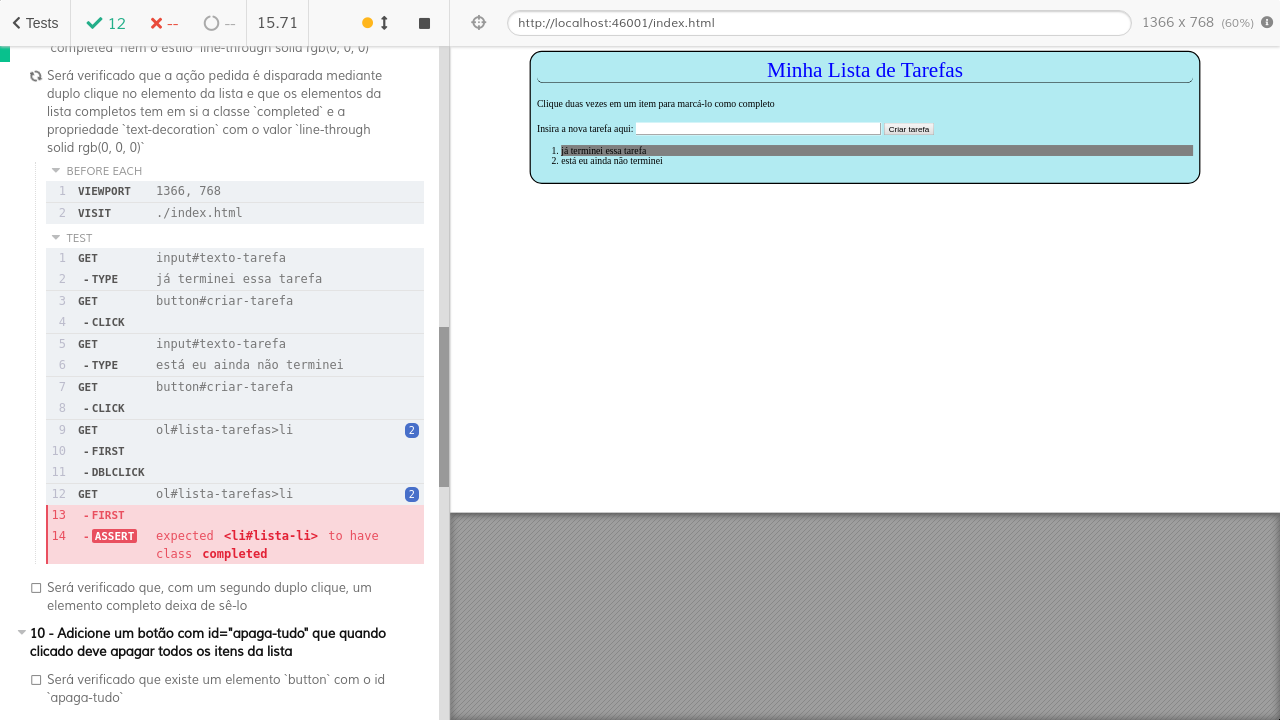 Tests
12
--
--
15.71
http://localhost:46001/index.html
1366 x 768 (60%)
`completed` nem o estilo `line-through solid rgb(0, 0, 0)`
Será verificado que a ação pedida é disparada mediante
duplo clique no elemento da lista e que os elementos da
lista completos tem em si a classe `completed` e a
propriedade `text-decoration` com o valor `line-through
solid rgb(0, 0, 0)`
BEFORE EACH
1 VIEWPORT 1366, 768
2 VISIT ./index.html
TEST
1 GET input#texto-tarefa
2 - TYPE já terminei essa tarefa
3 GET button#criar-tarefa
4 - CLICK
5 GET input#texto-tarefa
6 - TYPE está eu ainda não terminei
7 GET button#criar-tarefa
8 - CLICK
9 GET ol#lista-tarefas>li 2
10 - FIRST
11 - DBLCLICK
12 GET ol#lista-tarefas>li 2
13 - FIRST
14 - ASSERT expected <li#lista-li> to have
class completed
Será verificado que, com um segundo duplo clique, um
elemento completo deixa de sê-lo
10 - Adicione um botão com id="apaga-tudo" que quando
clicado deve apagar todos os itens da lista
Será verificado que existe um elemento `button` com o id
`apaga-tudo`
Minha Lista de Tarefas
Clique duas vezes em um item para marcá-lo como completo
Insira a nova tarefa aqui: Criar tarefa
1. já terminei essa tarefa
2. está eu ainda não terminei